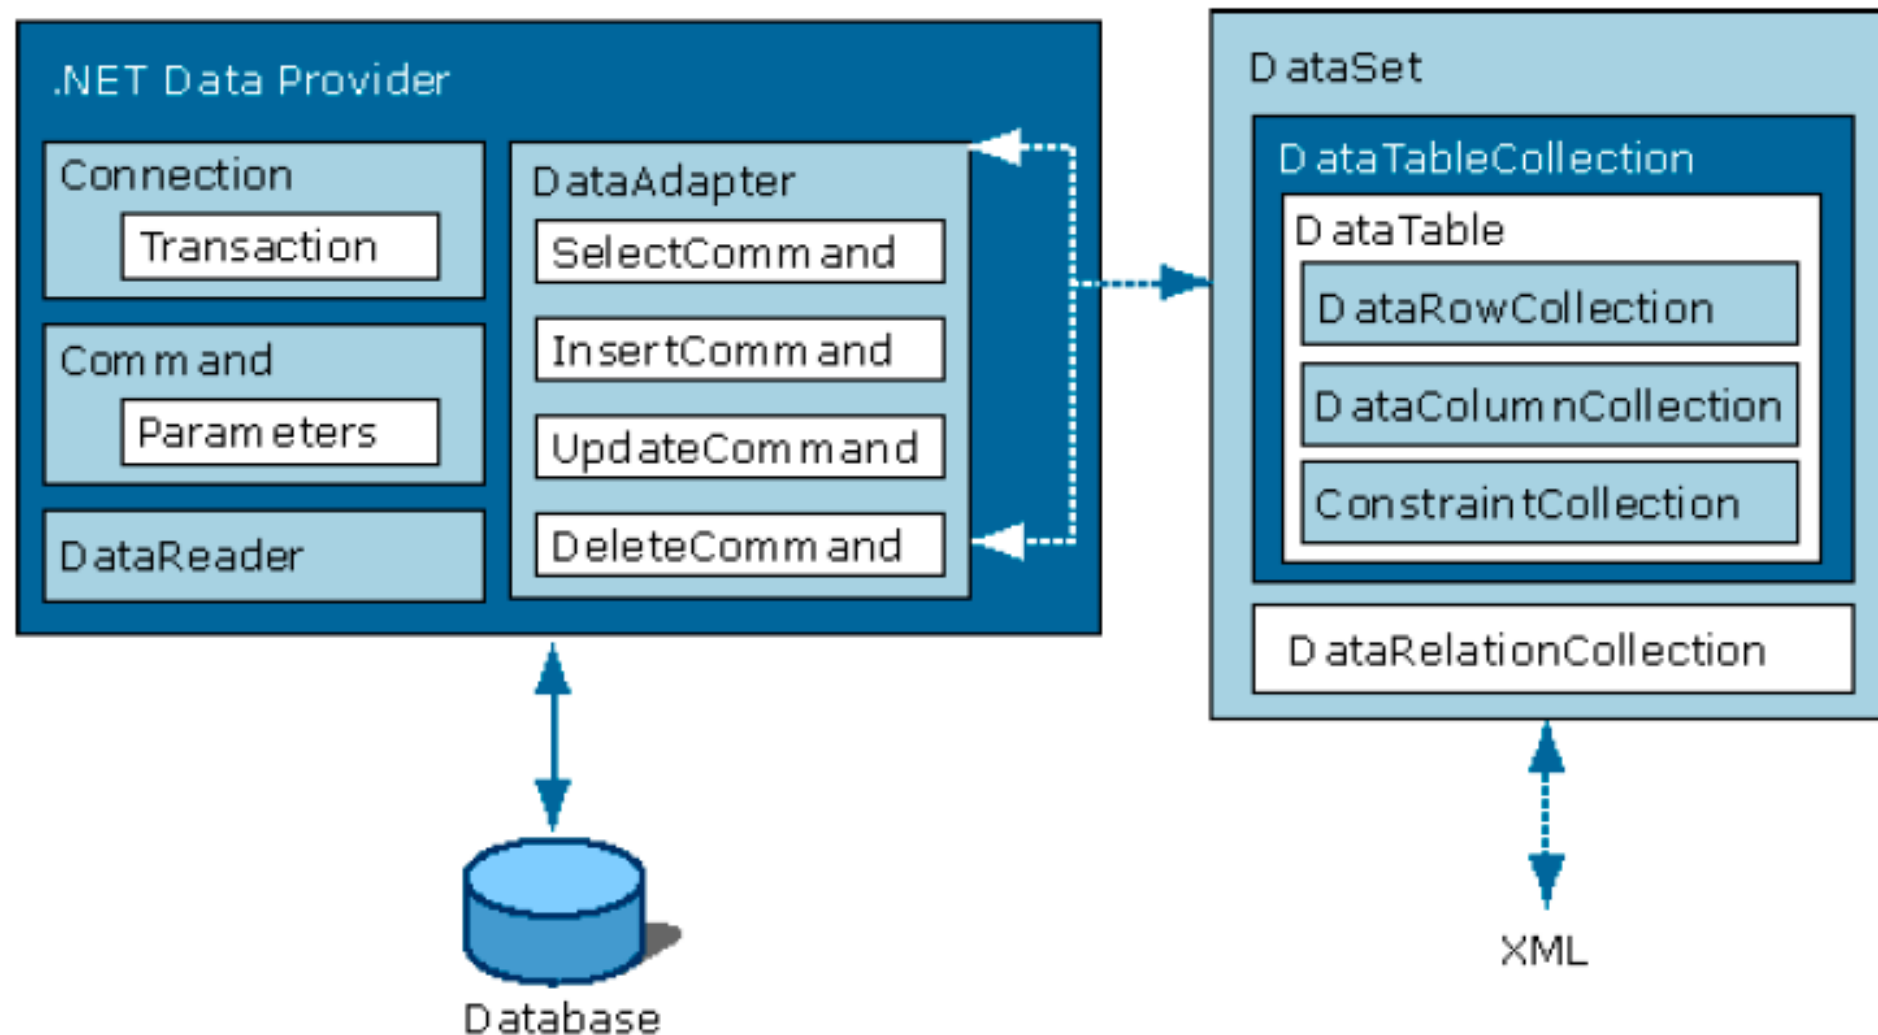 .NET Data Provider
Connection
Transaction
Command
Parameters
DataReader
DataAdapter
SelectCommand
InsertCommand
UpdateCommand
DeleteCommand
Database
DataSet
DataTableCollection
DataTable
DataRowCollection
DataColumnCollection
ConstraintCollection
DataRelationCollection
XML